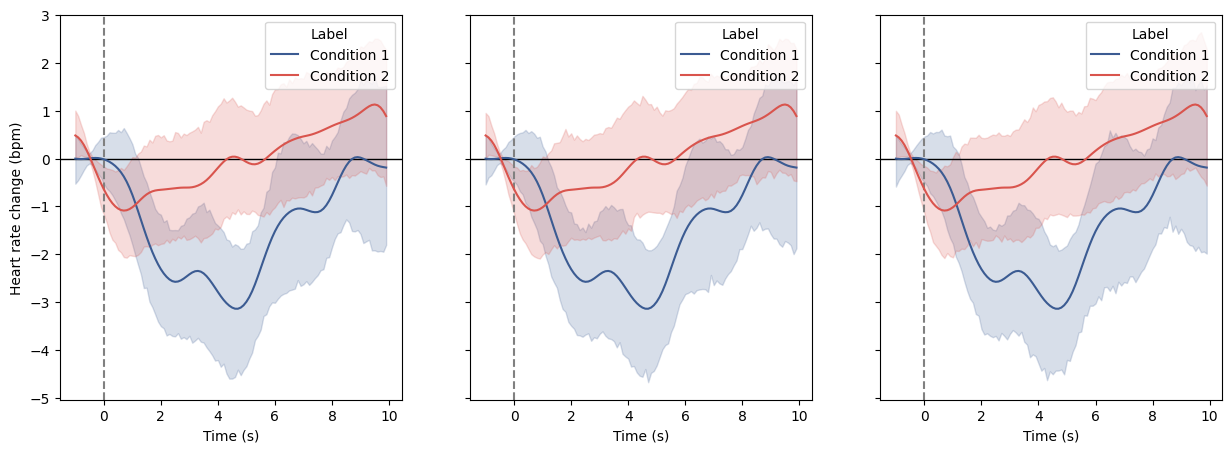 Heart rate change (bpm)
3
2
1
0
−1
−2
−3
−4
−5
Label
Condition 1
Condition 2
0 2 4 6 8 10
Time (s)
Label
Condition 1
Condition 2
0 2 4 6 8 10
Time (s)
Label
Condition 1
Condition 2
0 2 4 6 8 10
Time (s)